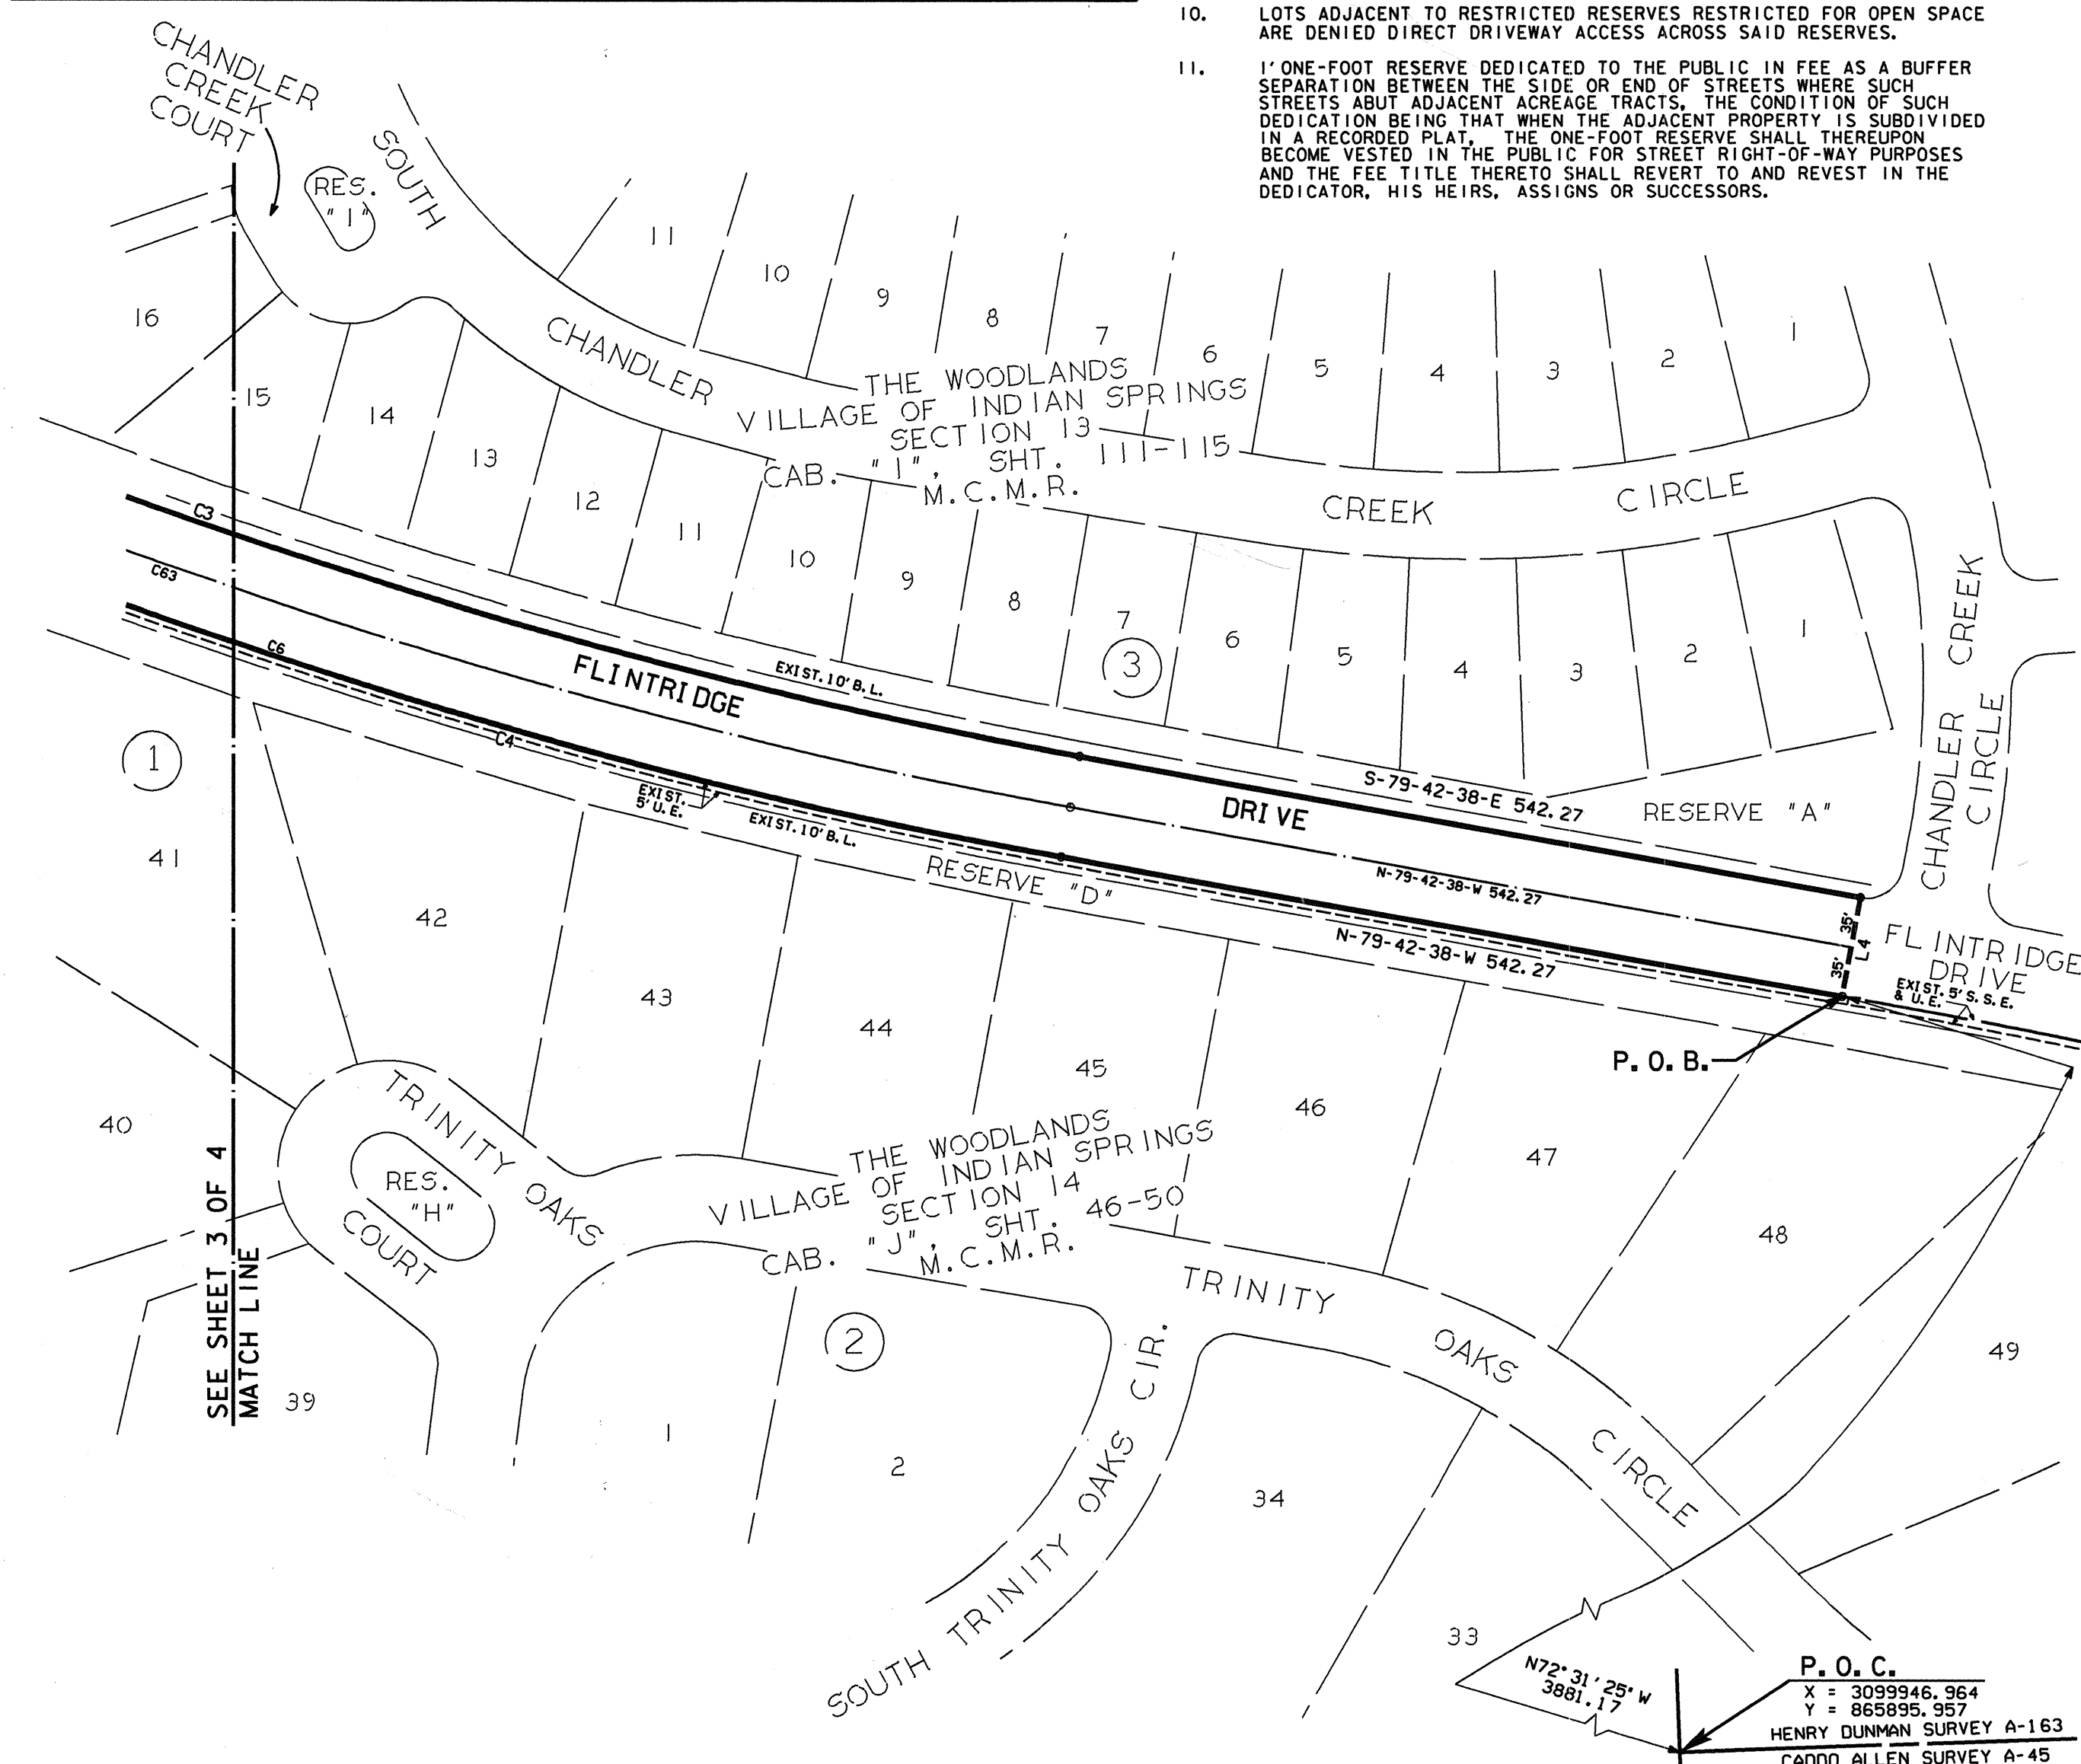 10. LOTS ADJACENT TO RESTRICTED RESERVES RESTRICTED FOR OPEN SPACE
ARE DENIED DIRECT DRIVEWAY ACCESS ACROSS SAID RESERVES.
11. 1' ONE-FOOT RESERVE DEDICATED TO THE PUBLIC IN FEE AS A BUFFER
SEPARATION BETWEEN THE SIDE OR END OF STREETS WHERE SUCH
STREETS ABUT ADJACENT ACREAGE TRACTS, THE CONDITION OF SUCH
DEDICATION BEING THAT WHEN THE ADJACENT PROPERTY IS SUBDIVIDED
IN A RECORDED PLAT, THE ONE-FOOT RESERVE SHALL THEREUPON
BECOME VESTED IN THE PUBLIC FOR STREET RIGHT-OF-WAY PURPOSES
AND THE FEE TITLE THERETO SHALL REVERT TO AND REVEST IN THE
DEDICATOR, HIS HEIRS, ASSIGNS OR SUCCESSORS.
CHANDLER
CREEK
COURT
RES.
"I"
SOUTH
CHANDLER
CREEK
CIRCLE
11
10
9
8
7
6
5
4
3
2
1
THE WOODLANDS
VILLAGE OF INDIAN SPRINGS
SECTION 13
CAB. "I", SHT. 111-115
M.C.M.R.
16
15
14
13
12
11
10
9
8
7
6
5
4
3
2
1
3
CHANDLER CREEK
CIRCLE
C3
C63
C6
C4
FLINTRIDGE
DRIVE
EXIST. 10' B.L.
S-79-42-38-E 542.27
RESERVE "A"
N-79-42-38-W 542.27
N-79-42-38-W 542.27
35'
35'
L4
FLINTRIDGE
DRIVE
EXIST. 5' S.S.E.
& U.E.
P.O.B.
EXIST.
5' U.E.
EXIST. 10' B.L.
RESERVE "D"
1
41
42
43
44
45
46
47
48
49
40
39
TRINITY OAKS
COURT
RES.
"H"
THE WOODLANDS
VILLAGE OF INDIAN SPRINGS
SECTION 14
CAB. "J", SHT. 46-50
M.C.M.R.
SEE SHEET 3 OF 4
MATCH LINE
TRINITY
OAKS
CIRCLE
2
1
2
SOUTH TRINITY OAKS CIR.
34
33
N72°31'25"W
3881.17
P.O.C.
X = 3099946.964
Y = 865895.957
HENRY DUNMAN SURVEY A-163
CADDO ALLEN SURVEY A-45